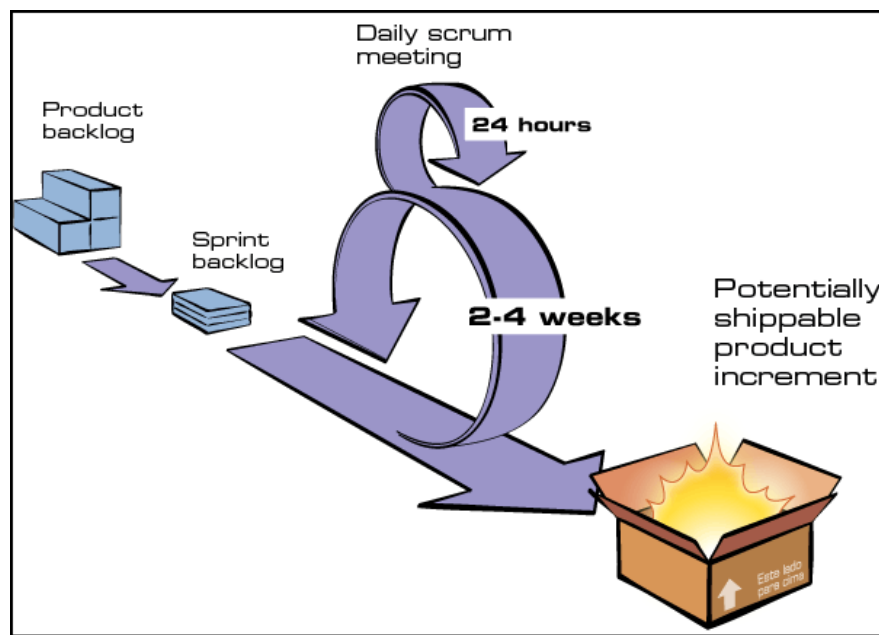 Daily scrum
meeting
24 hours
Product
backlog
Sprint
backlog
2-4 weeks
Potentially
shippable
product
increment
Este lado
para cima